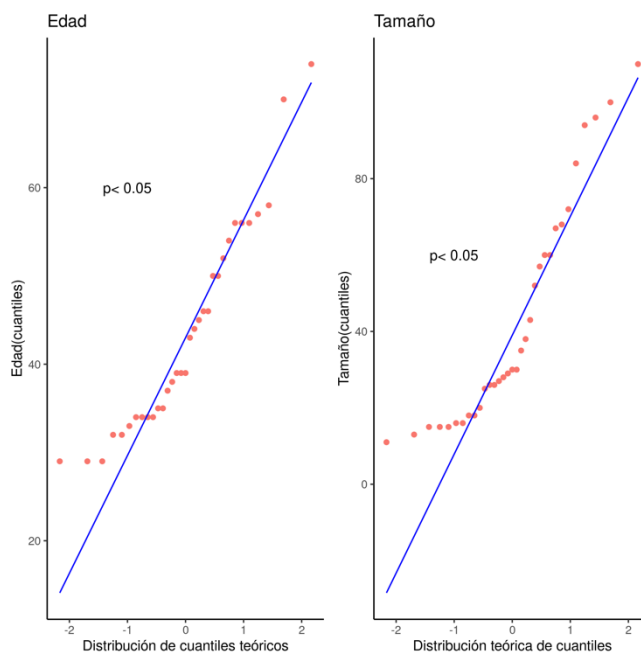 Edad
Edad(cuantiles)
60
40
20
p< 0.05
-2 -1 0 1 2
Distribución de cuantiles teóricos
Tamaño
Tamaño(cuantiles)
80
40
0
p< 0.05
-2 -1 0 1 2
Distribución teórica de cuantiles